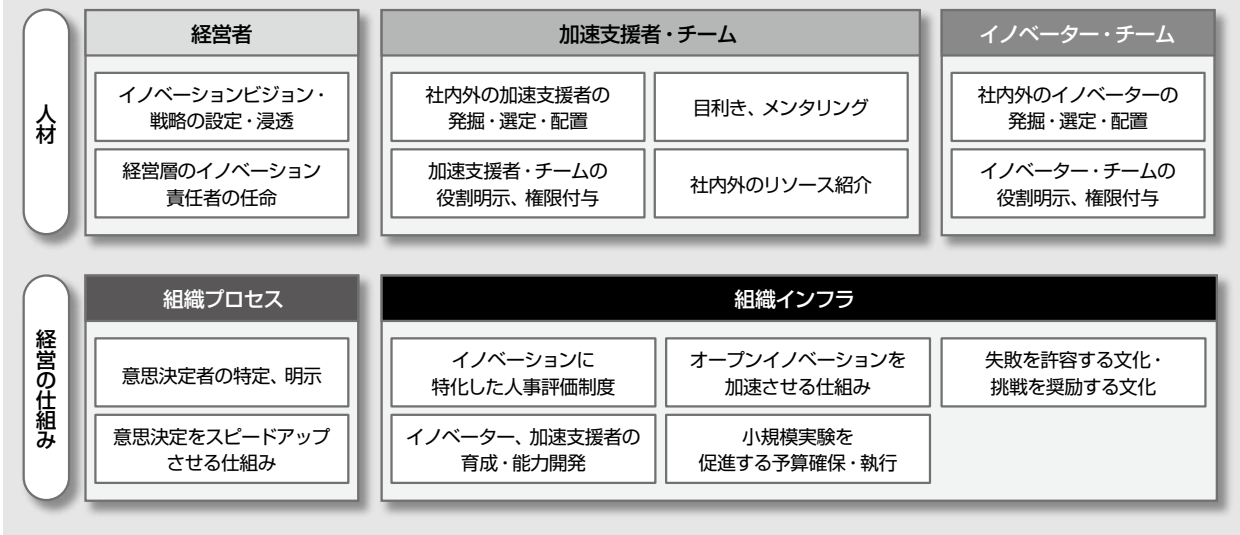 人材
経営者
イノベーションビジョン・
戦略の設定・浸透
経営層のイノベーション
責任者の任命
加速支援者・チーム
社内外の加速支援者の
発掘・選定・配置
目利き、メンタリング
加速支援者・チームの
役割明示、権限付与
社内外のリソース紹介
イノベーター・チーム
社内外のイノベーターの
発掘・選定・配置
イノベーター・チームの
役割明示、権限付与
経営の仕組み
組織プロセス
意思決定者の特定、明示
意思決定をスピードアップ
させる仕組み
組織インフラ
イノベーションに
特化した人事評価制度
オープンイノベーションを
加速させる仕組み
失敗を許容する文化・
挑戦を奨励する文化
イノベーター、加速支援者の
育成・能力開発
小規模実験を
促進する予算確保・執行